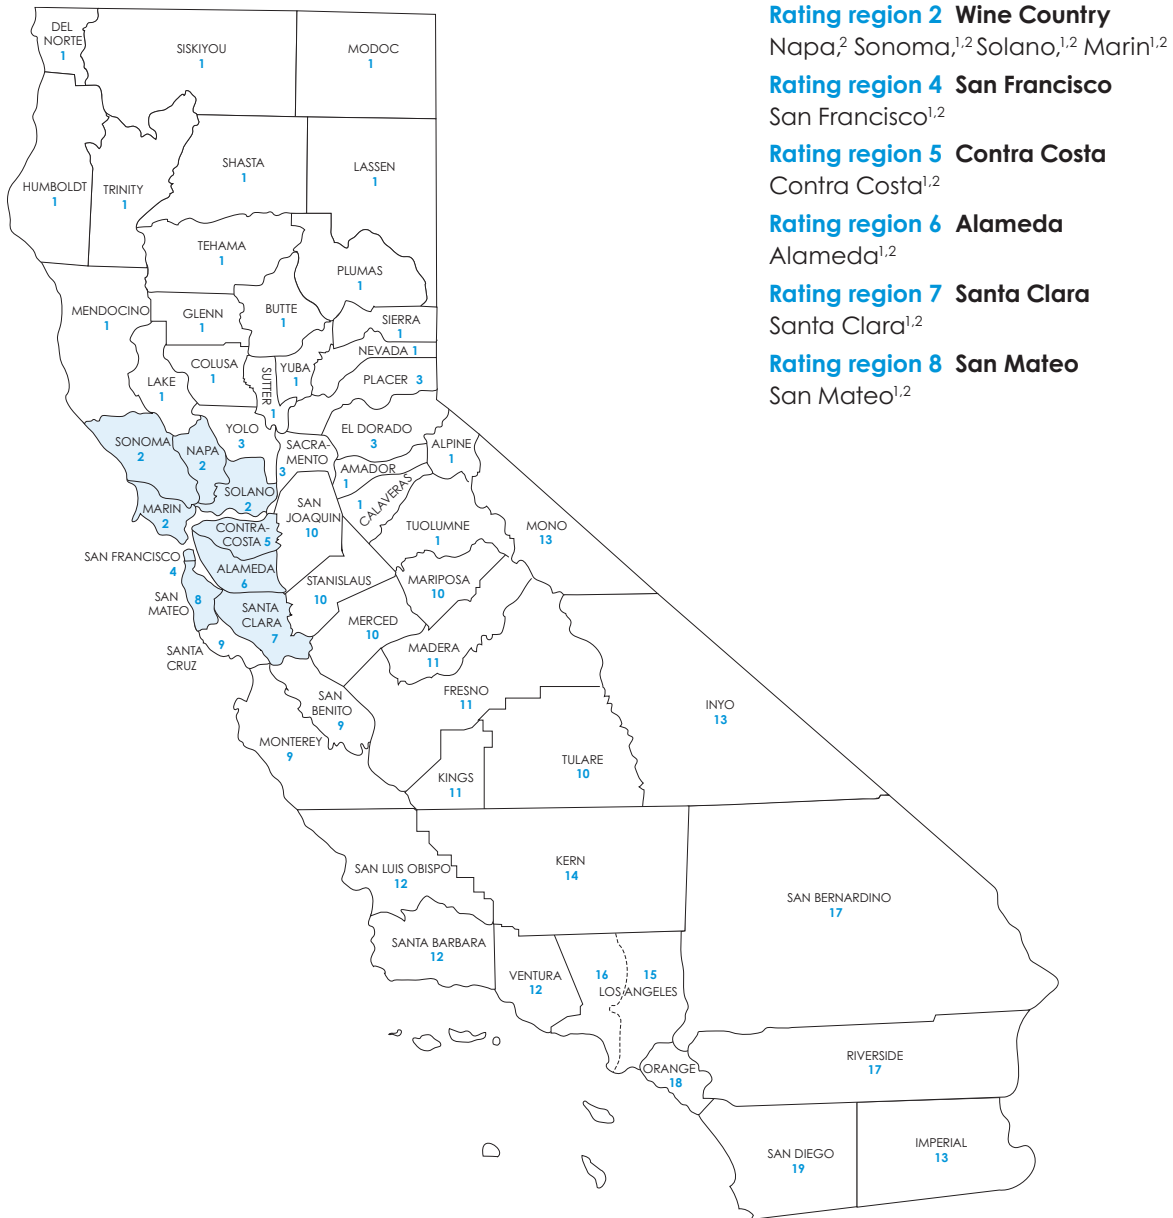 Rating region 2 Wine Country
Napa,² Sonoma,¹,² Solano,¹,² Marin¹,²
Rating region 4 San Francisco
San Francisco¹,²
Rating region 5 Contra Costa
Contra Costa¹,²
Rating region 6 Alameda
Alameda¹,²
Rating region 7 Santa Clara
Santa Clara¹,²
Rating region 8 San Mateo
San Mateo¹,²
DEL
NORTE
1
SISKIYOU
1
MODOC
1
HUMBOLDT
1
TRINITY
1
SHASTA
1
LASSEN
1
TEHAMA
1
PLUMAS
1
MENDOCINO
1
GLENN
1
BUTTE
1
SIERRA
1
NEVADA 1
PLACER 3
LAKE
1
COLUSA
1
SUTTER
1
YUBA
1
SONOMA
2
NAPA
2
YOLO
3
SACRA-
MENTO
3
EL DORADO
3
ALPINE
1
AMADOR
1
CALAVERAS
1
SOLANO
2
MARIN
2
SAN
JOAQUIN
10
CONTRA-
COSTA 5
TUOLUMNE
1
MONO
13
SAN FRANCISCO
4
ALAMEDA
6
STANISLAUS
10
MARIPOSA
10
SAN
MATEO
8
SANTA
CLARA
7
MERCED
10
SANTA
CRUZ
9
MADERA
11
SAN
BENITO
9
FRESNO
11
INYO
13
MONTEREY
9
KINGS
11
TULARE
10
SAN LUIS OBISPO
12
KERN
14
SAN BERNARDINO
17
SANTA BARBARA
12
VENTURA
12
16 15
LOS ANGELES
ORANGE
18
RIVERSIDE
17
SAN DIEGO
19
IMPERIAL
13